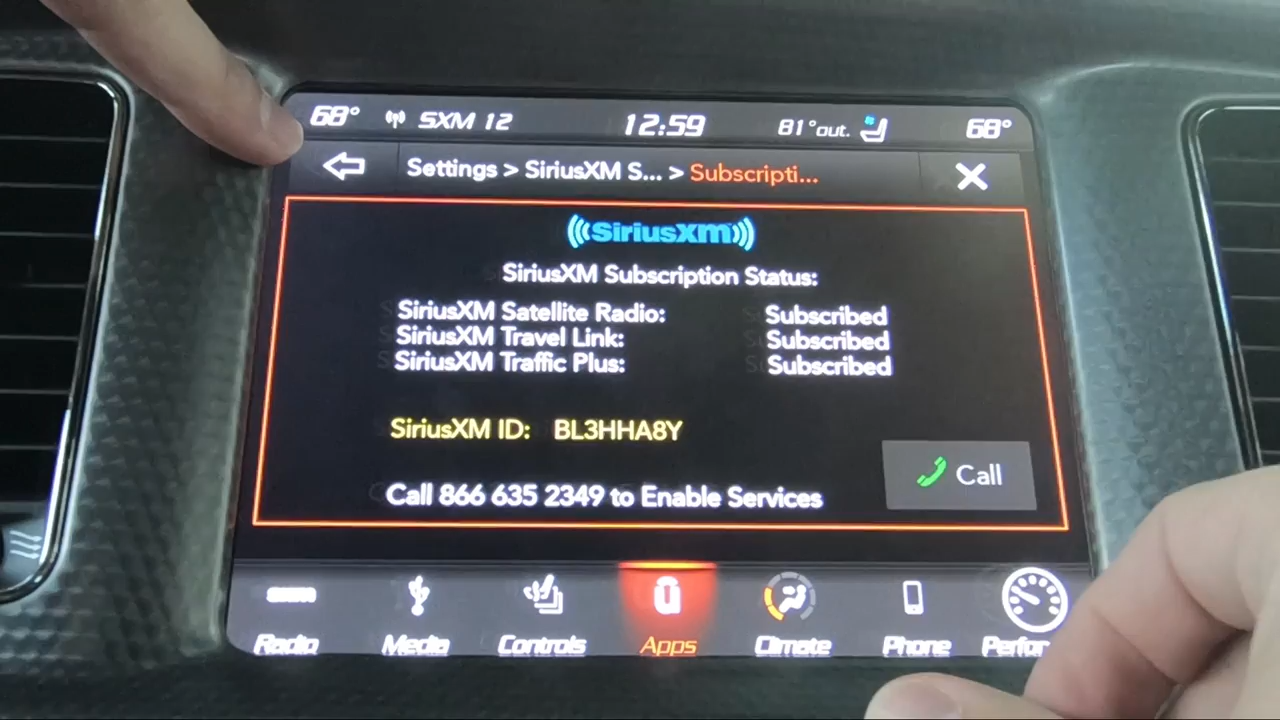 68° SXM 12 12:59 81°out. 68°
Settings > SiriusXM S... > Subscripti...
SiriusXM
SiriusXM Subscription Status:
SiriusXM Satellite Radio: Subscribed
SiriusXM Travel Link: Subscribed
SiriusXM Traffic Plus: Subscribed
SiriusXM ID: BL3HHA8Y
Call
Call 866 635 2349 to Enable Services
Radio Media Controls Apps Climate Phone Perfor